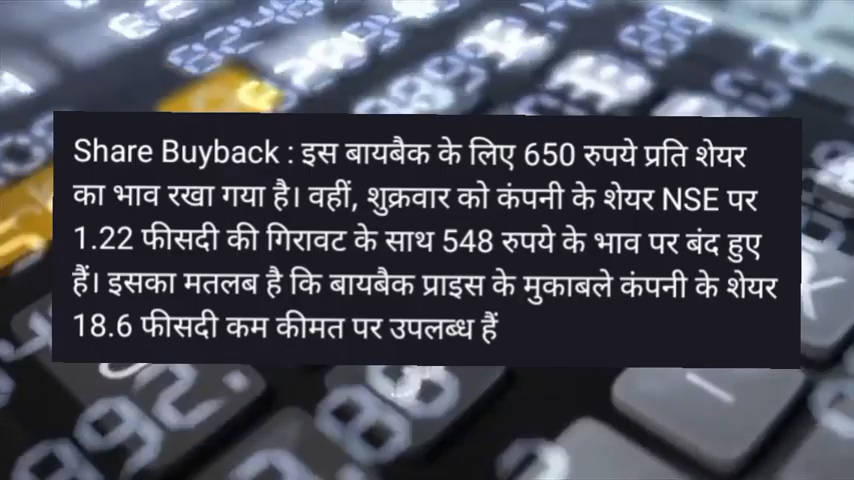 Share Buyback : इस बायबैक के लिए 650 रुपये प्रति शेयर
का भाव रखा गया है। वहीं, शुक्रवार को कंपनी के शेयर NSE पर
1.22 फीसदी की गिरावट के साथ 548 रुपये के भाव पर बंद हुए
हैं। इसका मतलब है कि बायबैक प्राइस के मुकाबले कंपनी के शेयर
18.6 फीसदी कम कीमत पर उपलब्ध हैं